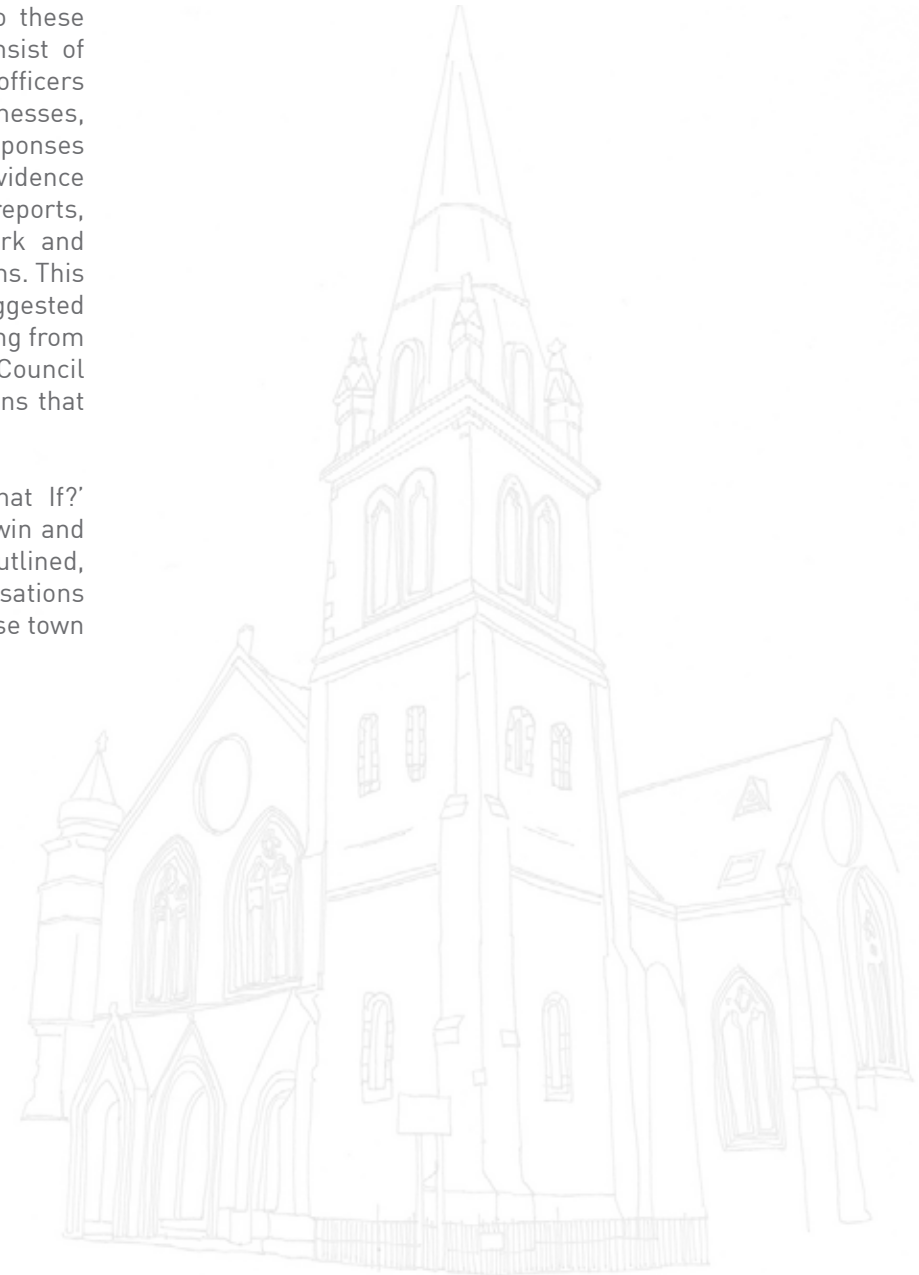 o these
nsist of
officers
nesses,
ponses
vidence
reports,
rk and
ns. This
ggested
ng from
Council
ns that
hat If?’
win and
utlined,
sations
se town